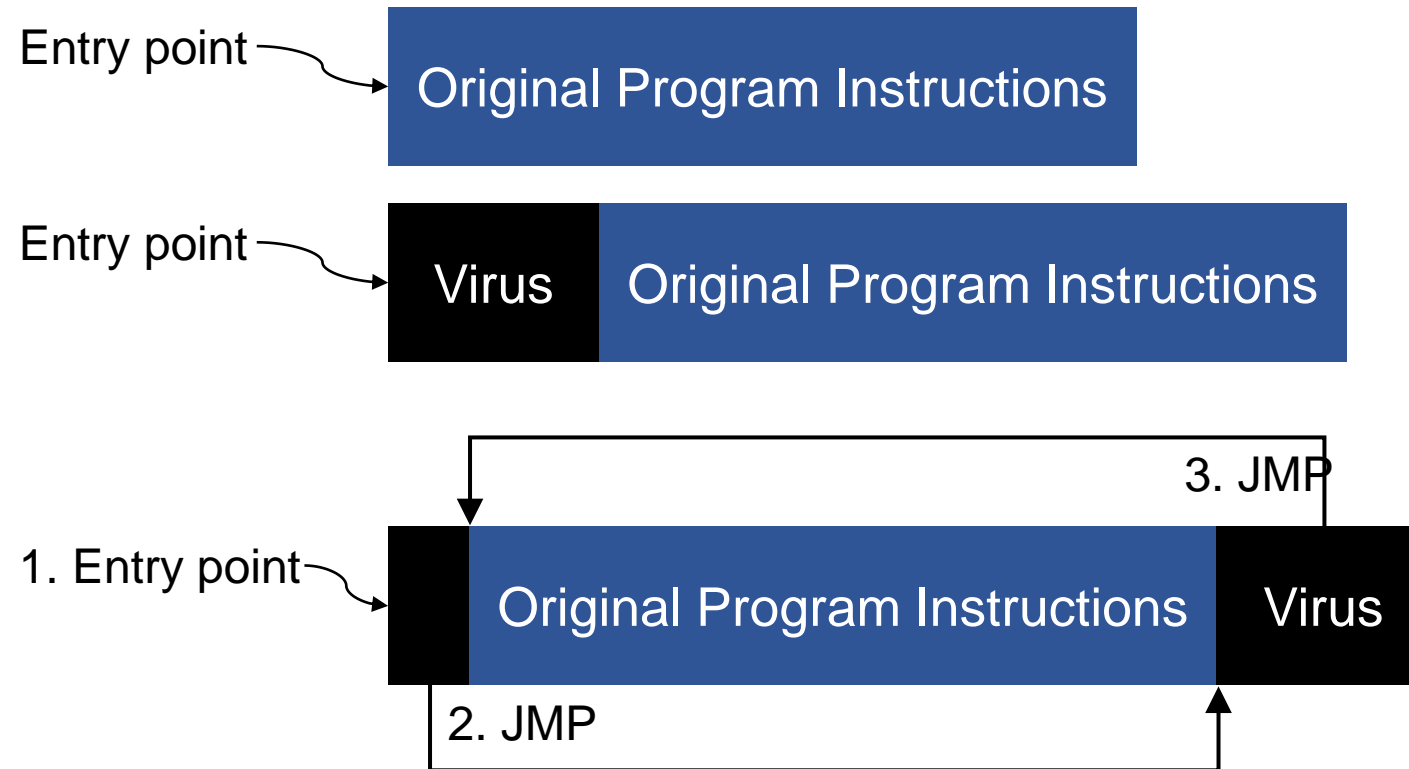 Entry point
Original Program Instructions
Entry point
Virus
Original Program Instructions
3. JMP
1. Entry point
Original Program Instructions
Virus
2. JMP